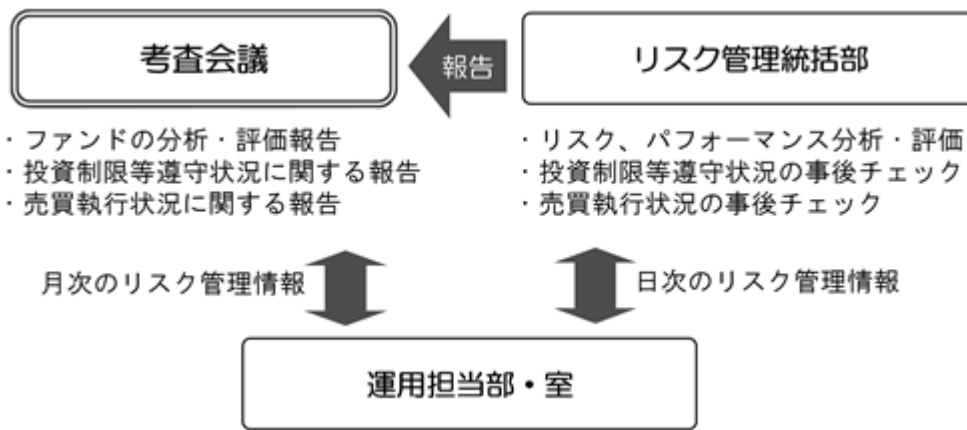 考査会議
報告
リスク管理統括部
・ファンドの分析・評価報告
・投資制限等遵守状況に関する報告
・売買執行状況に関する報告
・リスク、パフォーマンス分析・評価
・投資制限等遵守状況の事後チェック
・売買執行状況の事後チェック
月次のリスク管理情報
日次のリスク管理情報
運用担当部・室